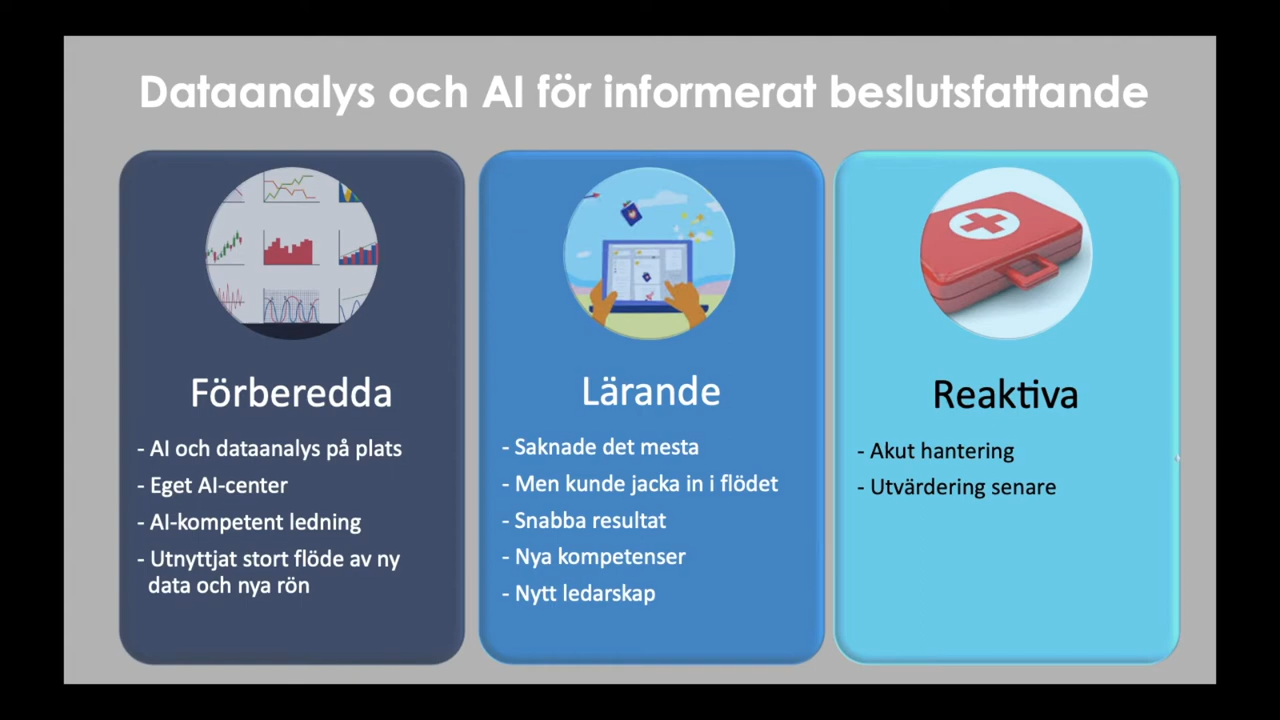 Dataanalys och AI för informerat beslutsfattande
Förberedda
- AI och dataanalys på plats
- Eget AI-center
- AI-kompetent ledning
- Utnyttjat stort flöde av ny
data och nya rön
Lärande
- Saknade det mesta
- Men kunde jacka in i flödet
- Snabba resultat
- Nya kompetenser
- Nytt ledarskap
Reaktiva
- Akut hantering
- Utvärdering senare